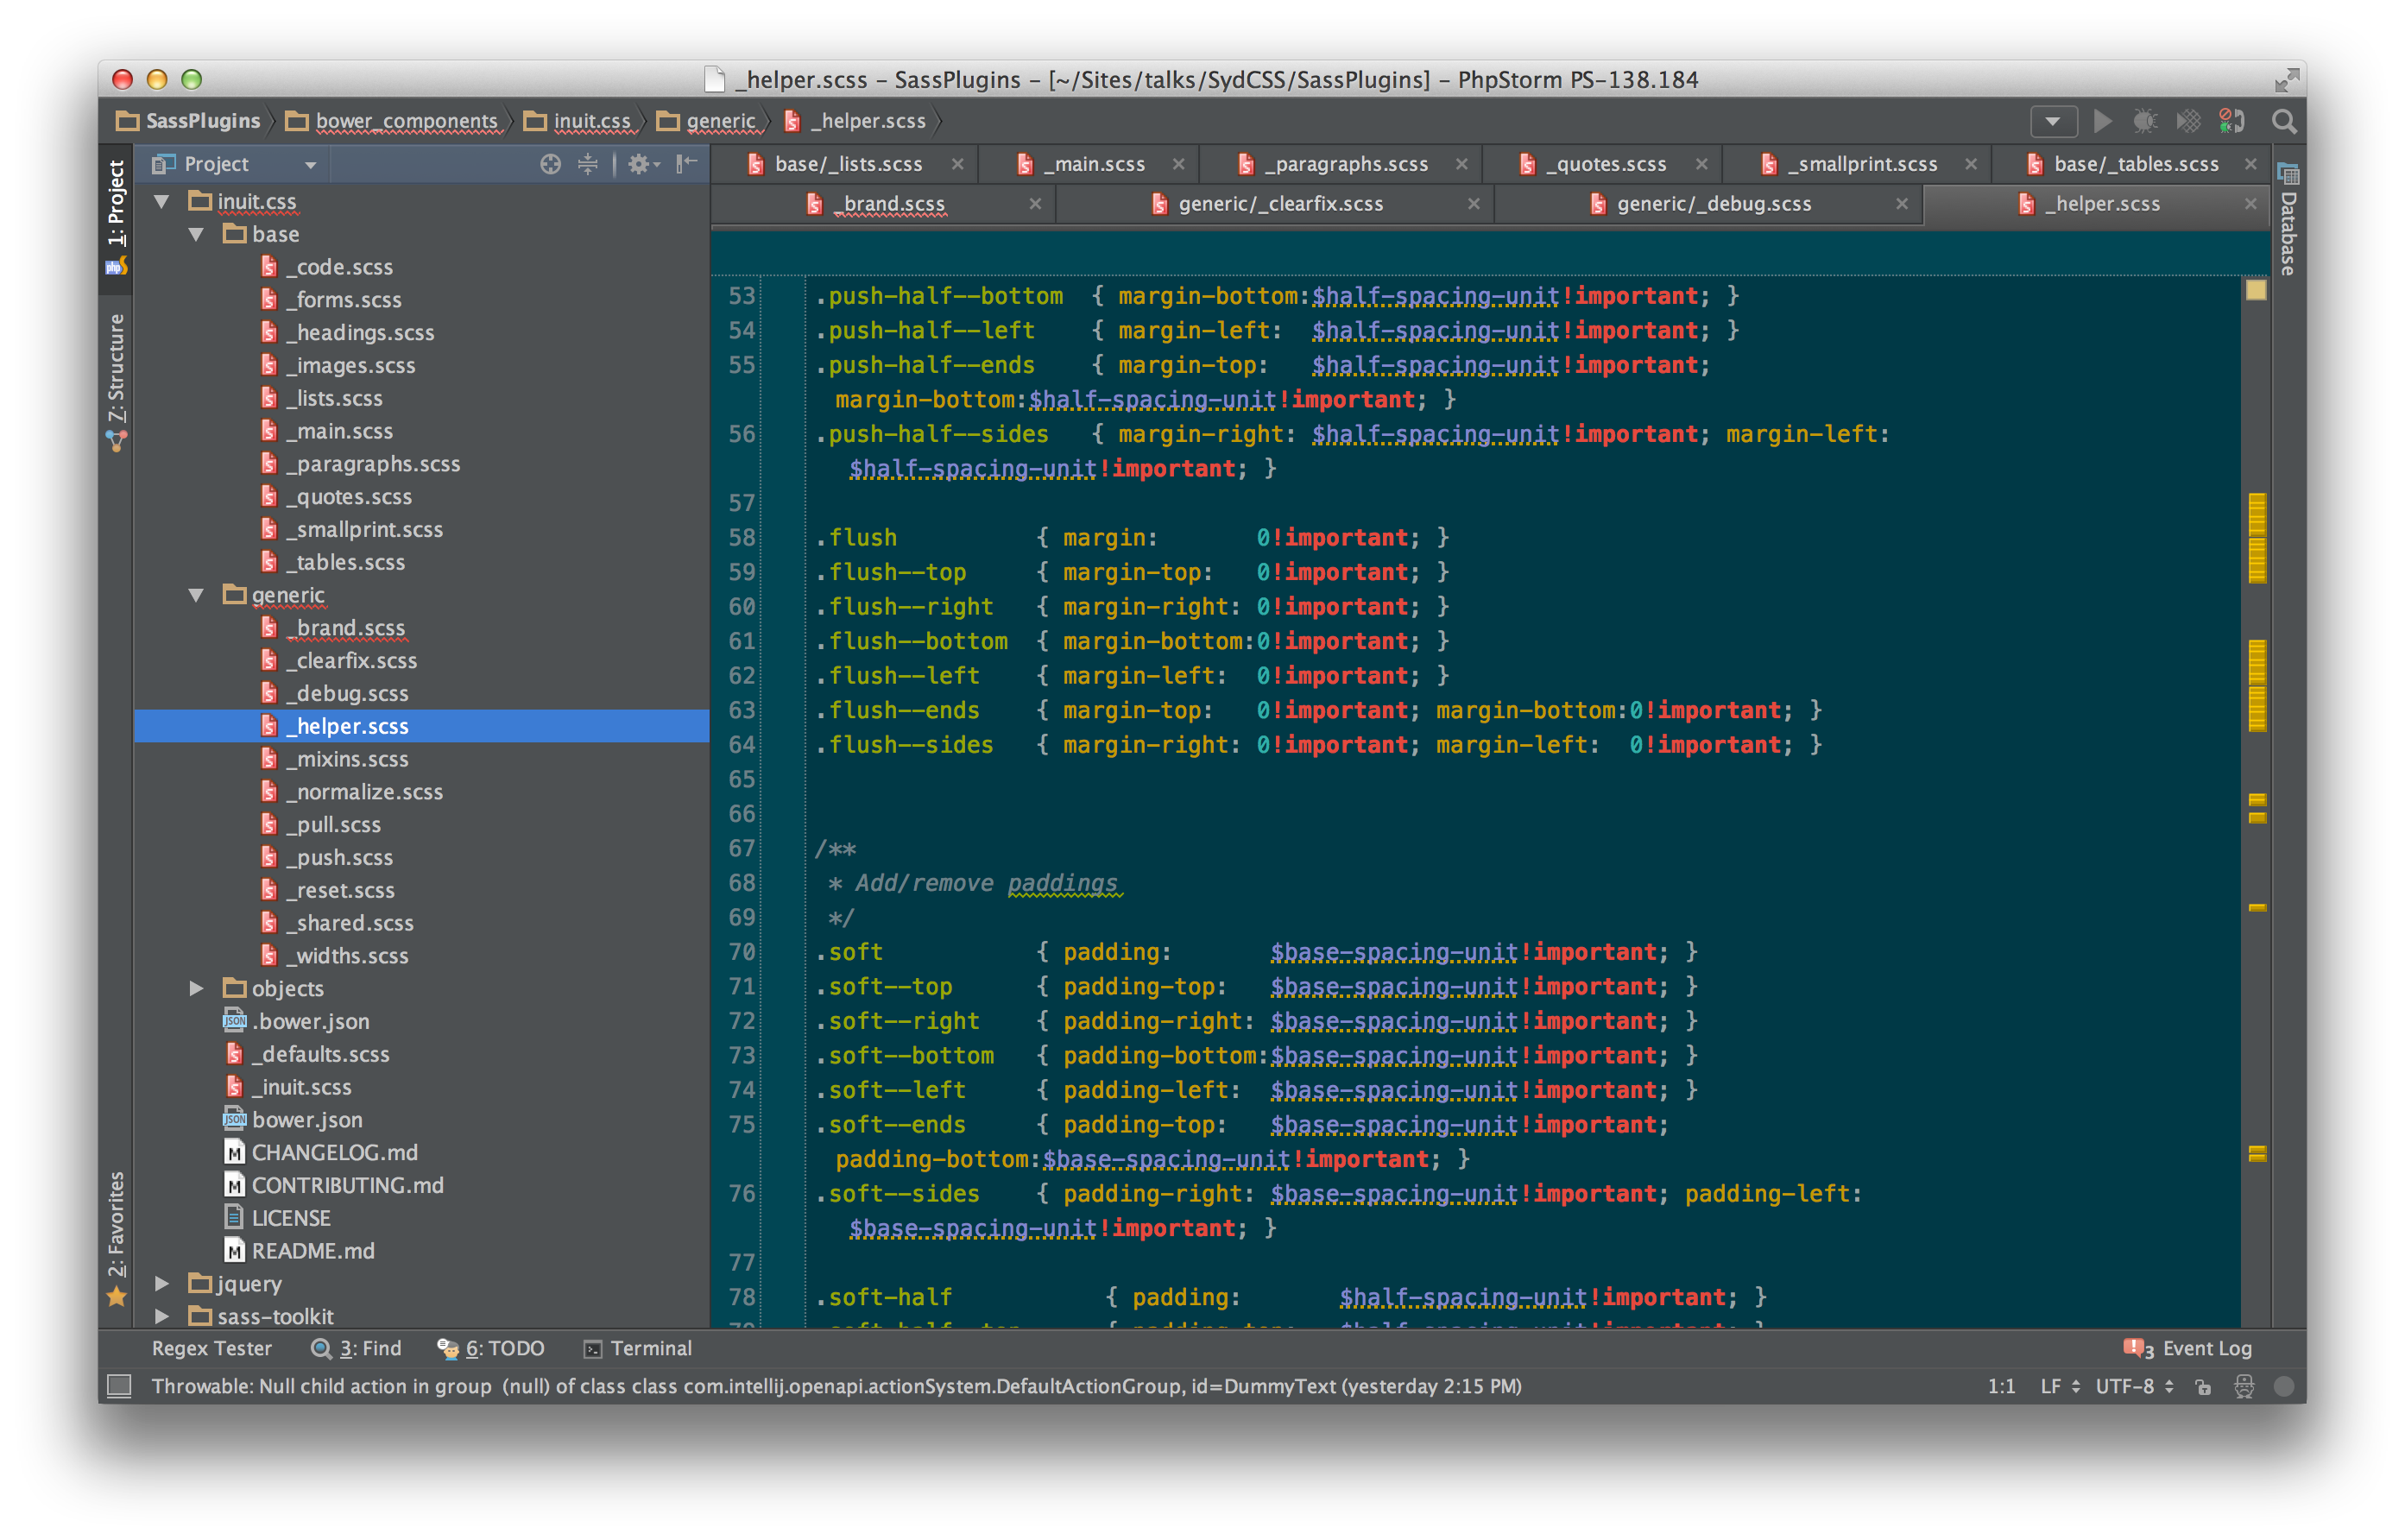 _helper.scss – SassPlugins – [~/Sites/talks/SydCSS/SassPlugins] – PhpStorm PS-138.184
SassPlugins bower_components inuit.css generic _helper.scss
1: Project
Z: Structure
2: Favorites
Project
inuit.css
base
_code.scss
_forms.scss
_headings.scss
_images.scss
_lists.scss
_main.scss
_paragraphs.scss
_quotes.scss
_smallprint.scss
_tables.scss
generic
_brand.scss
_clearfix.scss
_debug.scss
_helper.scss
_mixins.scss
_normalize.scss
_pull.scss
_push.scss
_reset.scss
_shared.scss
_widths.scss
objects
.bower.json
_defaults.scss
_inuit.scss
bower.json
CHANGELOG.md
CONTRIBUTING.md
LICENSE
README.md
jquery
sass-toolkit
base/_lists.scss _main.scss _paragraphs.scss _quotes.scss _smallprint.scss base/_tables.scss
_brand.scss generic/_clearfix.scss generic/_debug.scss _helper.scss
53 .push-half--bottom { margin-bottom:$half-spacing-unit!important; }
54 .push-half--left { margin-left: $half-spacing-unit!important; }
55 .push-half--ends { margin-top: $half-spacing-unit!important;
margin-bottom:$half-spacing-unit!important; }
56 .push-half--sides { margin-right: $half-spacing-unit!important; margin-left:
$half-spacing-unit!important; }
57
58 .flush { margin: 0!important; }
59 .flush--top { margin-top: 0!important; }
60 .flush--right { margin-right: 0!important; }
61 .flush--bottom { margin-bottom:0!important; }
62 .flush--left { margin-left: 0!important; }
63 .flush--ends { margin-top: 0!important; margin-bottom:0!important; }
64 .flush--sides { margin-right: 0!important; margin-left: 0!important; }
65
66
67 /**
68 * Add/remove paddings
69 */
70 .soft { padding: $base-spacing-unit!important; }
71 .soft--top { padding-top: $base-spacing-unit!important; }
72 .soft--right { padding-right: $base-spacing-unit!important; }
73 .soft--bottom { padding-bottom:$base-spacing-unit!important; }
74 .soft--left { padding-left: $base-spacing-unit!important; }
75 .soft--ends { padding-top: $base-spacing-unit!important;
padding-bottom:$base-spacing-unit!important; }
76 .soft--sides { padding-right: $base-spacing-unit!important; padding-left:
$base-spacing-unit!important; }
77
78 .soft-half { padding: $half-spacing-unit!important; }
Database
Regex Tester 3: Find 6: TODO Terminal 3 Event Log
Throwable: Null child action in group (null) of class class com.intellij.openapi.actionSystem.DefaultActionGroup, id=DummyText (yesterday 2:15 PM) 1:1 LF UTF-8